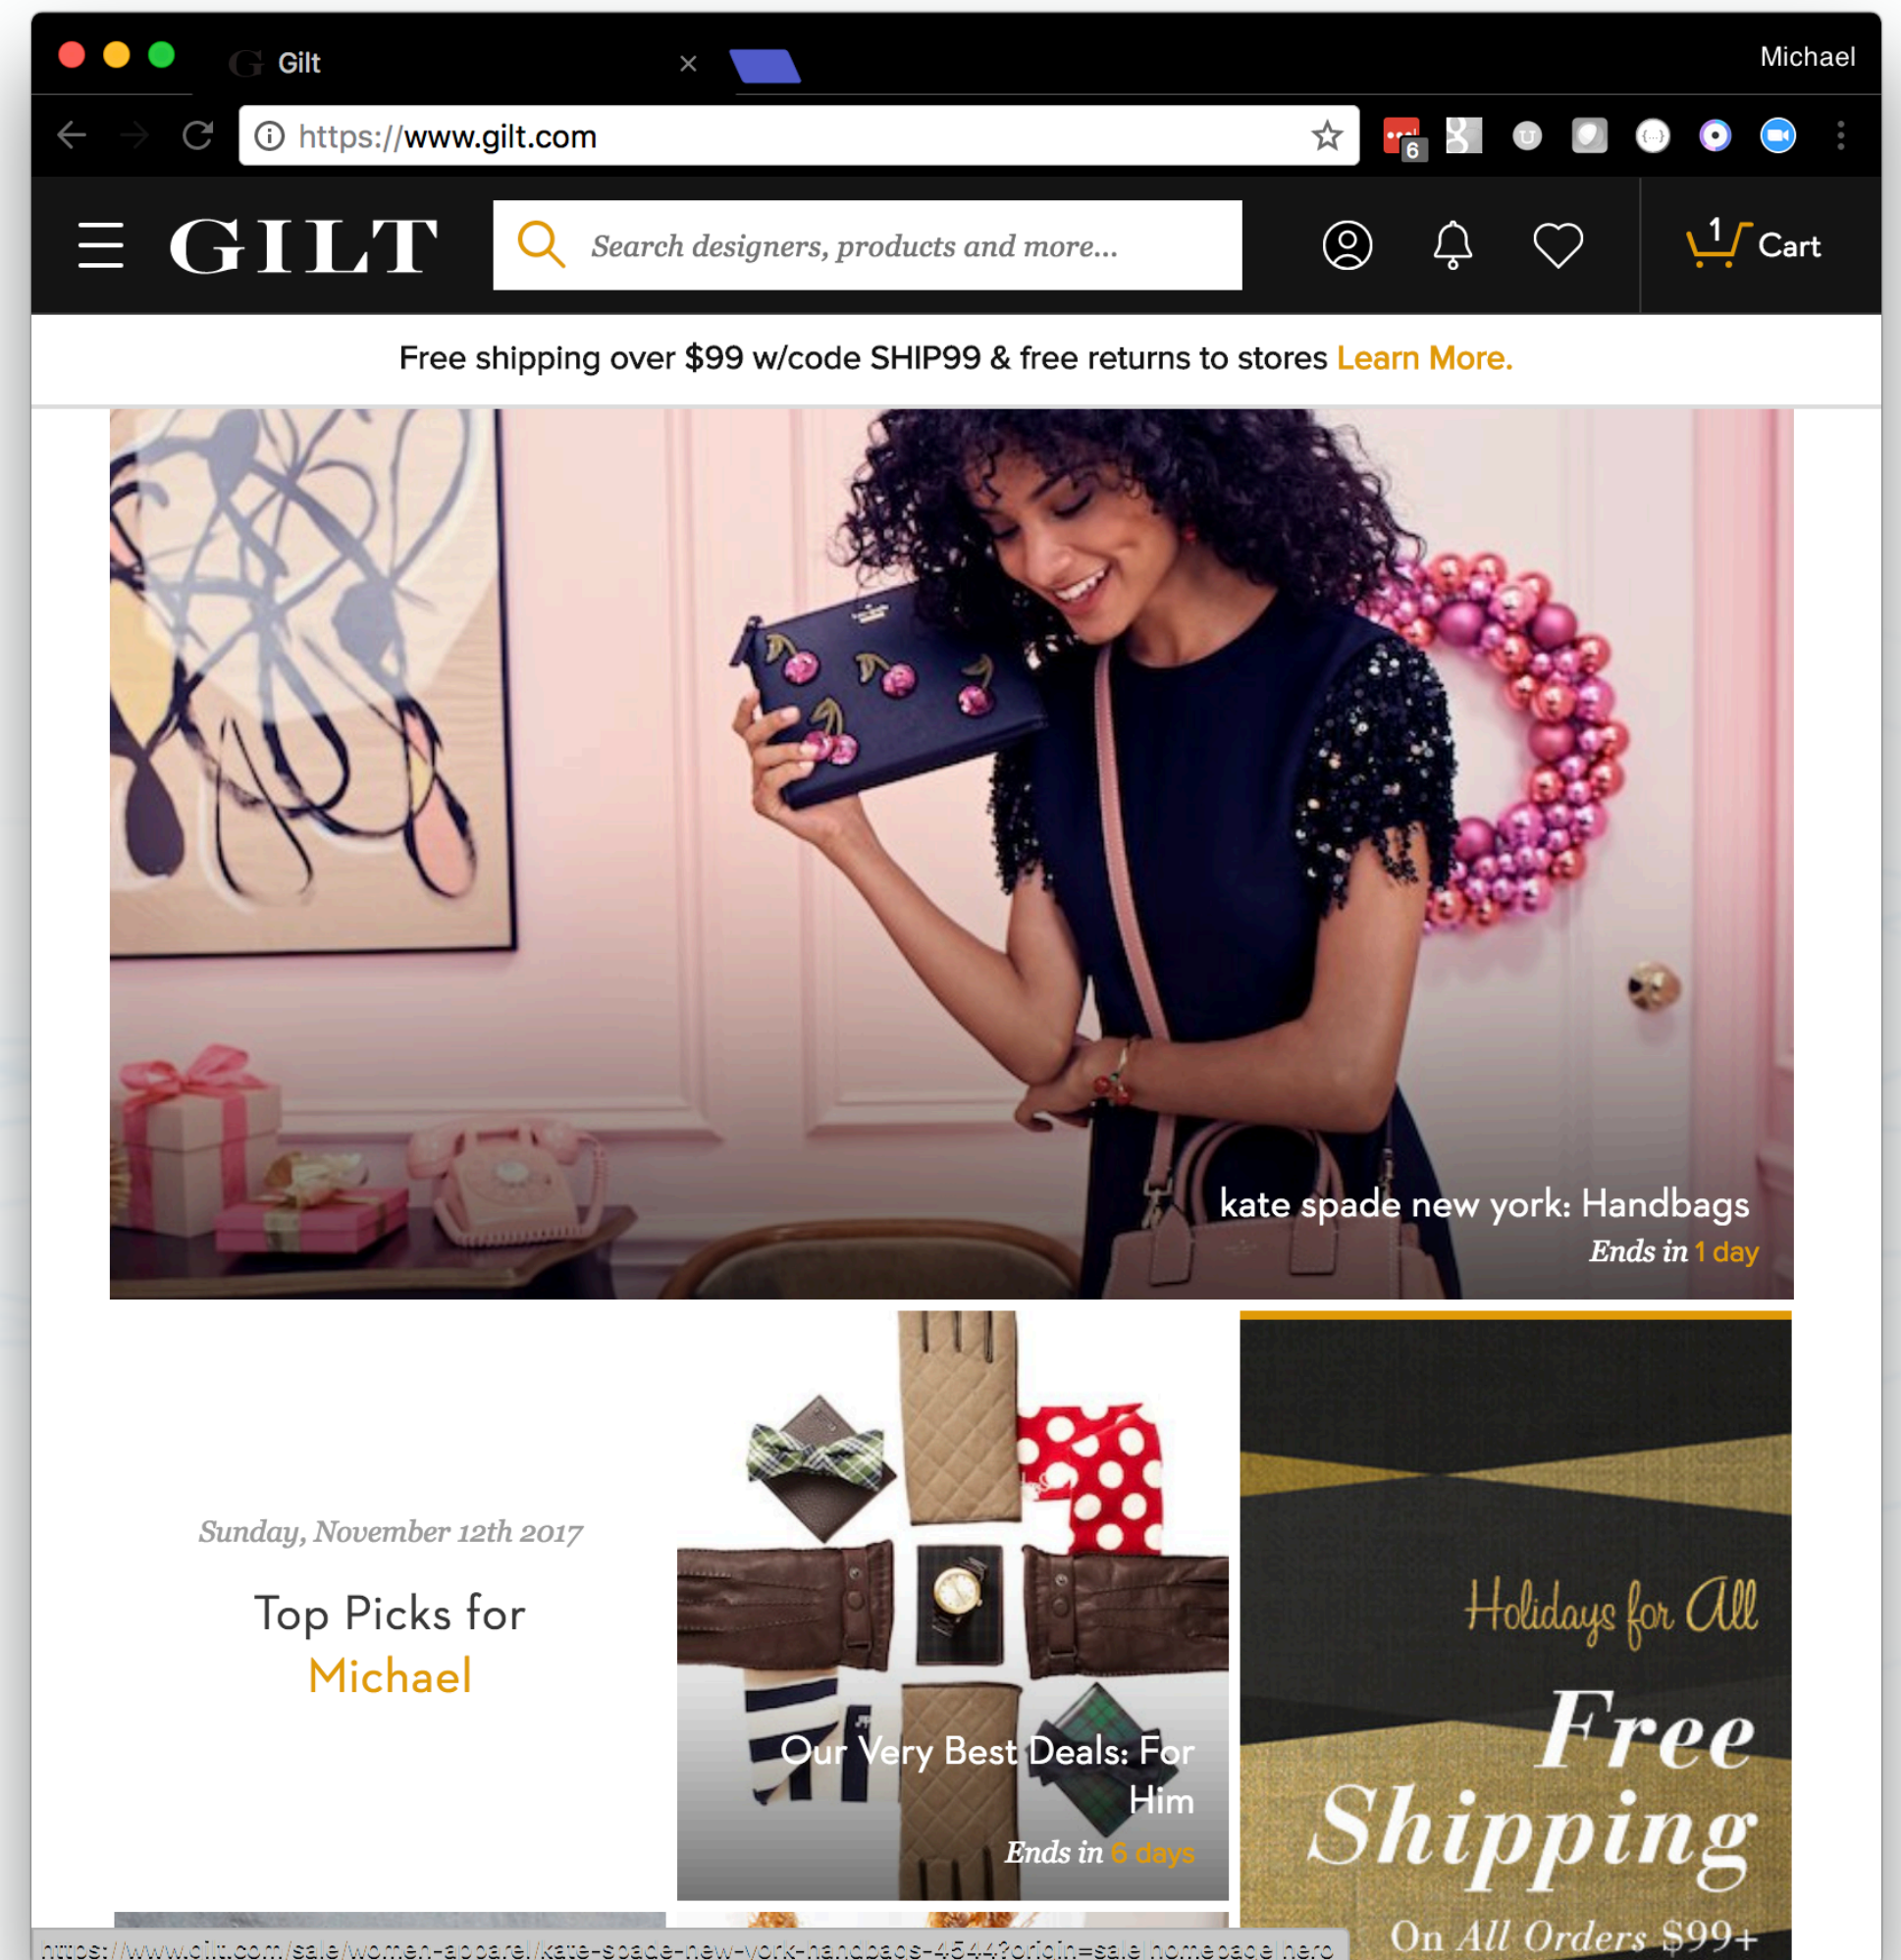 Gilt
Michael
https://www.gilt.com
6
GILT
Search designers, products and more...
1
Cart
Free shipping over $99 w/code SHIP99 & free returns to stores Learn More.
kate spade new york: Handbags
Ends in 1 day
Sunday, November 12th 2017
Top Picks for
Michael
Our Very Best Deals: For
Him
Ends in 6 days
Holidays for All
Free
Shipping
On All Orders $99+
https://www.gilt.com/sale/women-apparel/kate-spade-new-york-handbags-4544?origin=sale|homepage|hero